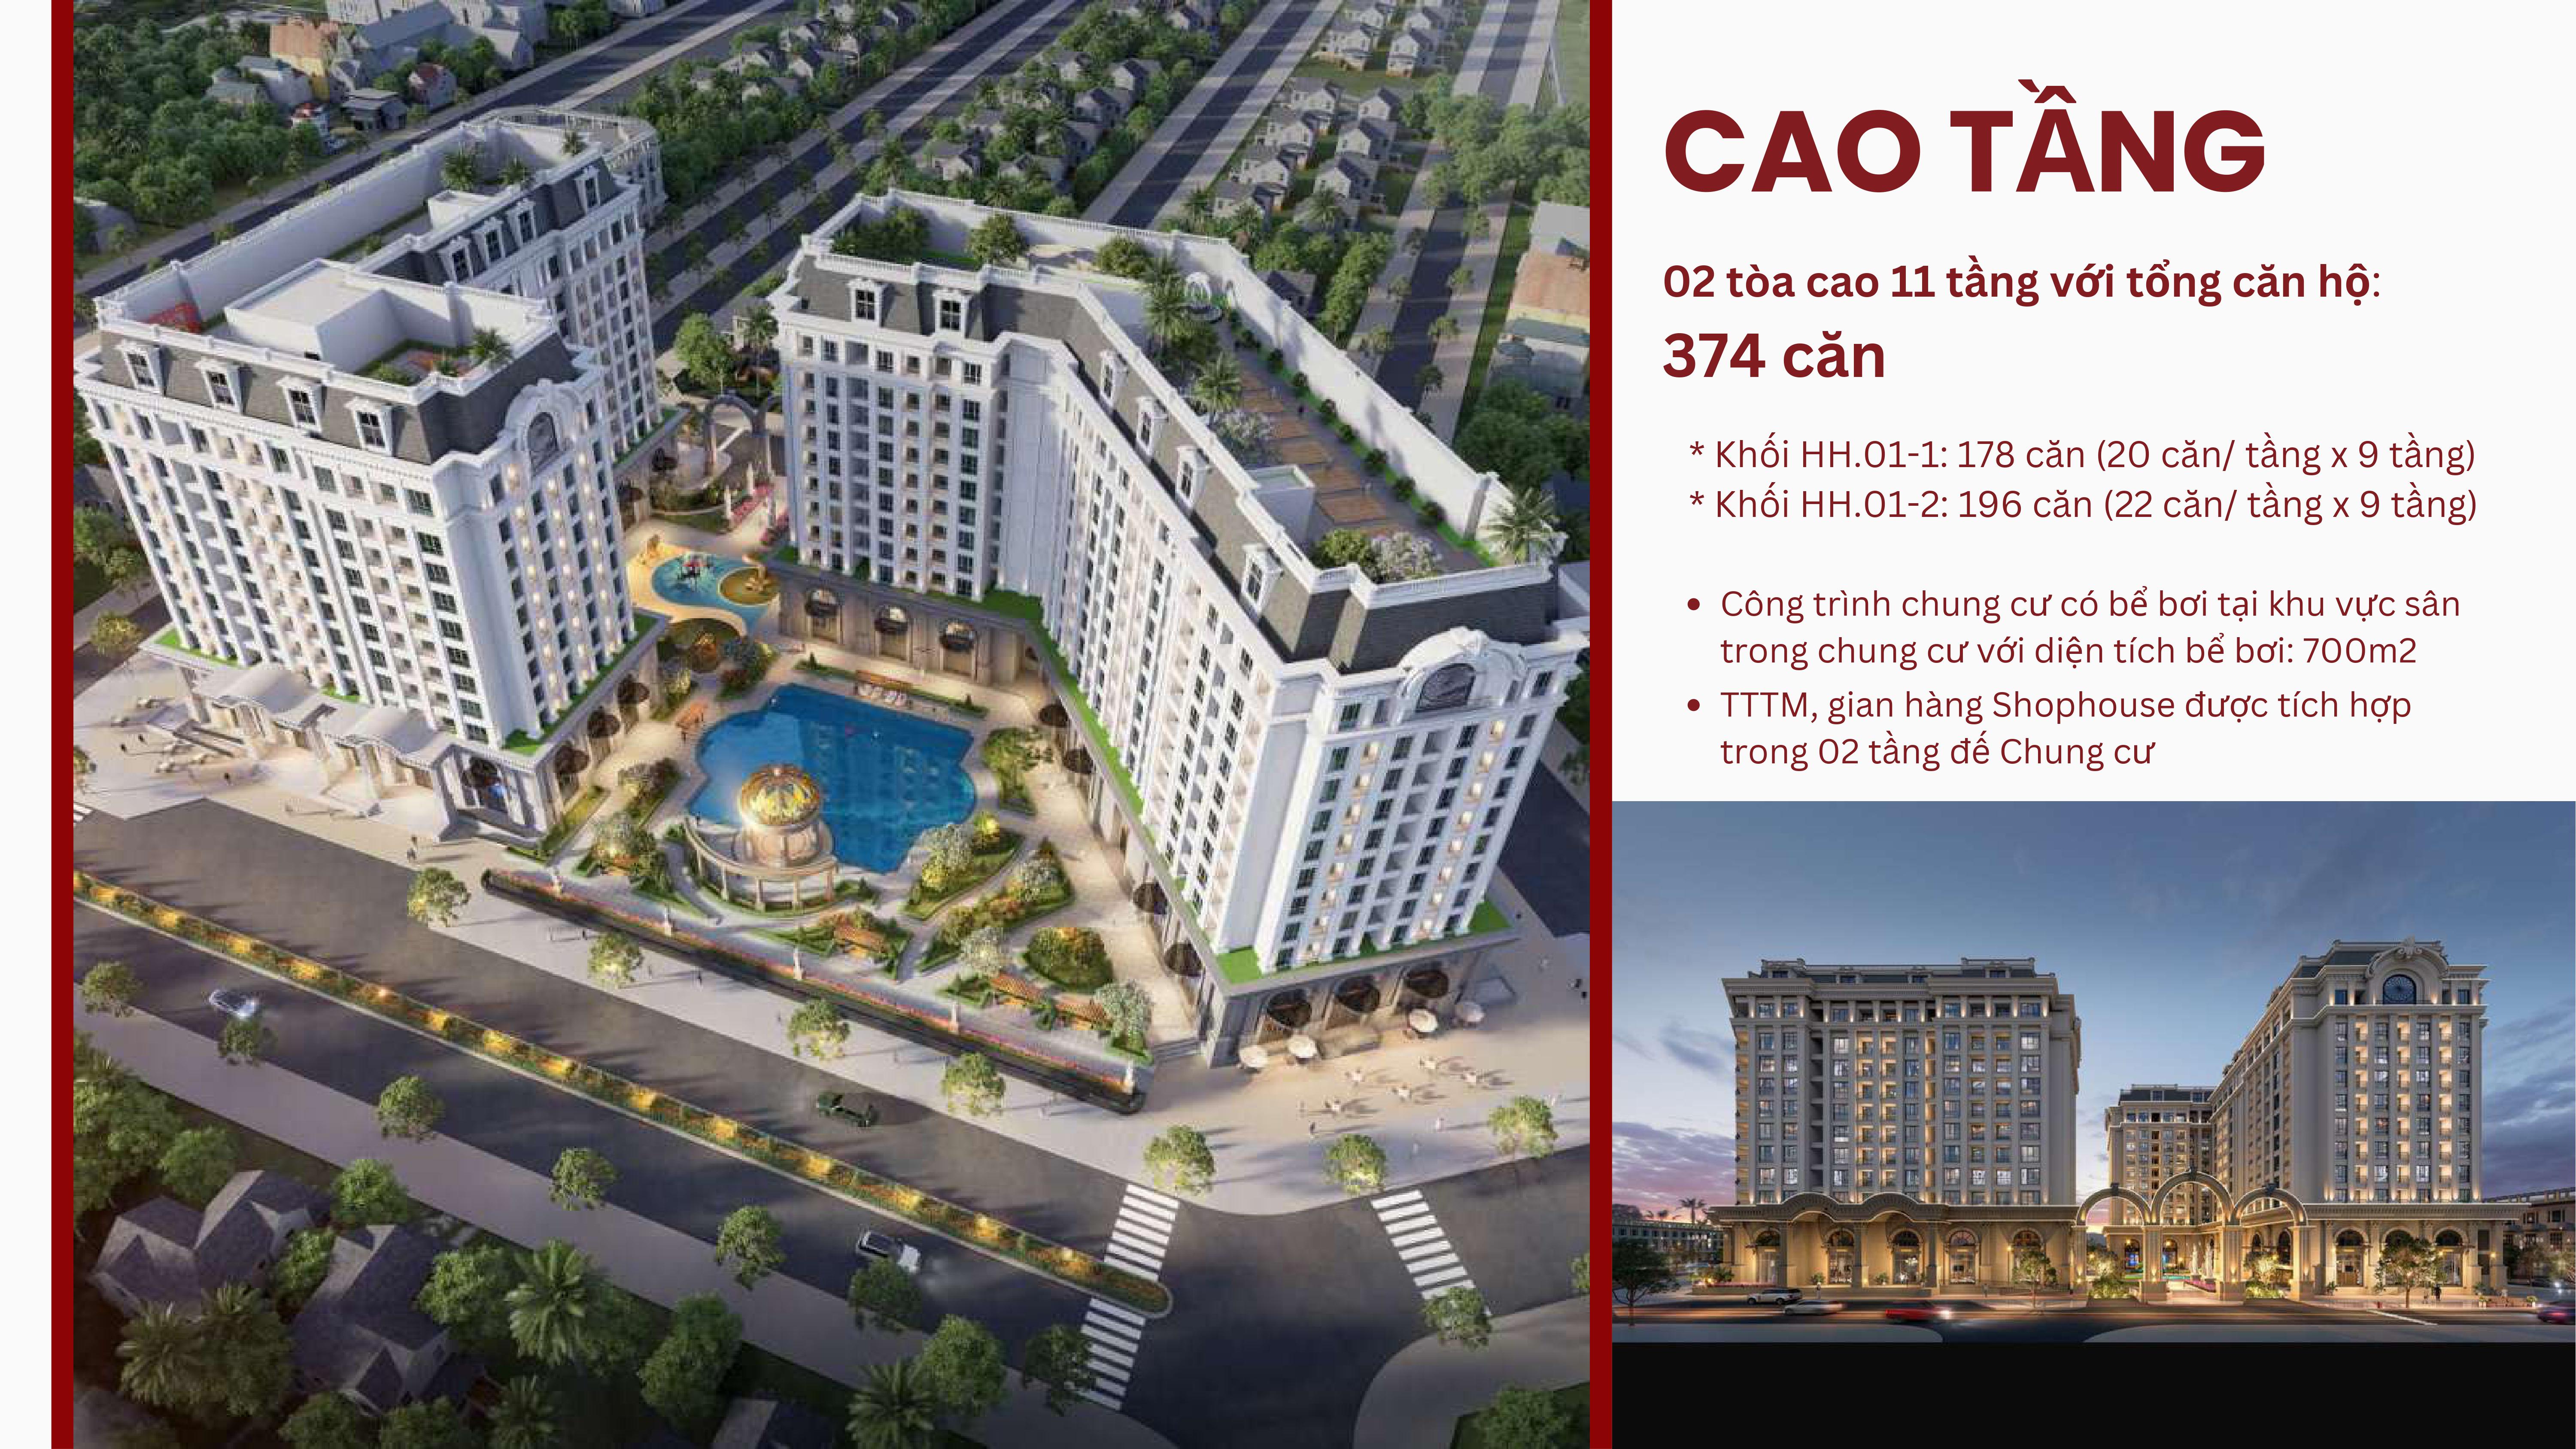 CAO TẦNG
02 tòa cao 11 tầng với tổng căn hộ:
374 căn
* Khối HH.01-1: 178 căn (20 căn/ tầng x 9 tầng)
* Khối HH.01-2: 196 căn (22 căn/ tầng x 9 tầng)
• Công trình chung cư có bể bơi tại khu vực sân
trong chung cư với diện tích bể bơi: 700m2
• TTTM, gian hàng Shophouse được tích hợp
trong 02 tầng đế Chung cư